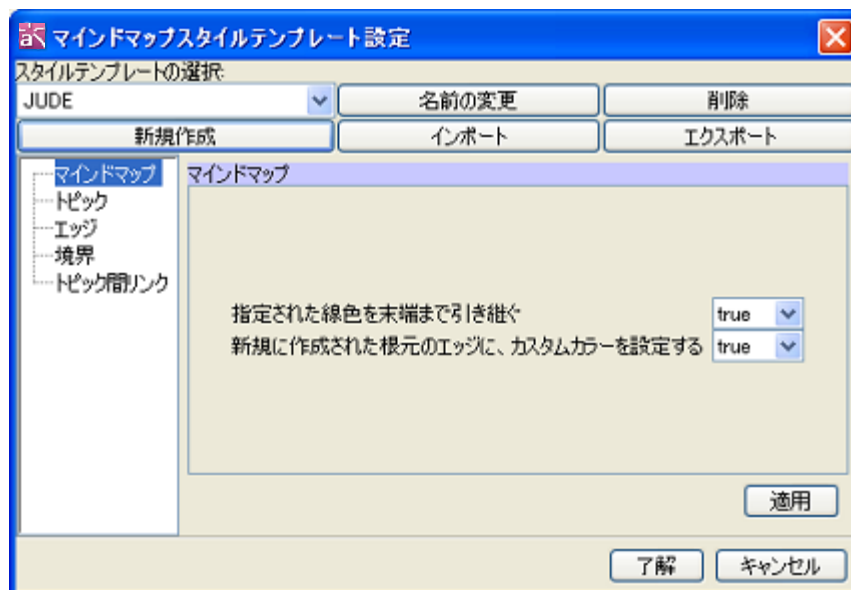 マインドマップスタイルテンプレート設定
スタイルテンプレートの選択:
JUDE
名前の変更
削除
新規作成
インポート
エクスポート
マインドマップ
トピック
エッジ
境界
トピック間リンク
マインドマップ
指定された線色を末端まで引き継ぐ
true
新規に作成された根元のエッジに、カスタムカラーを設定する
true
適用
了解
キャンセル